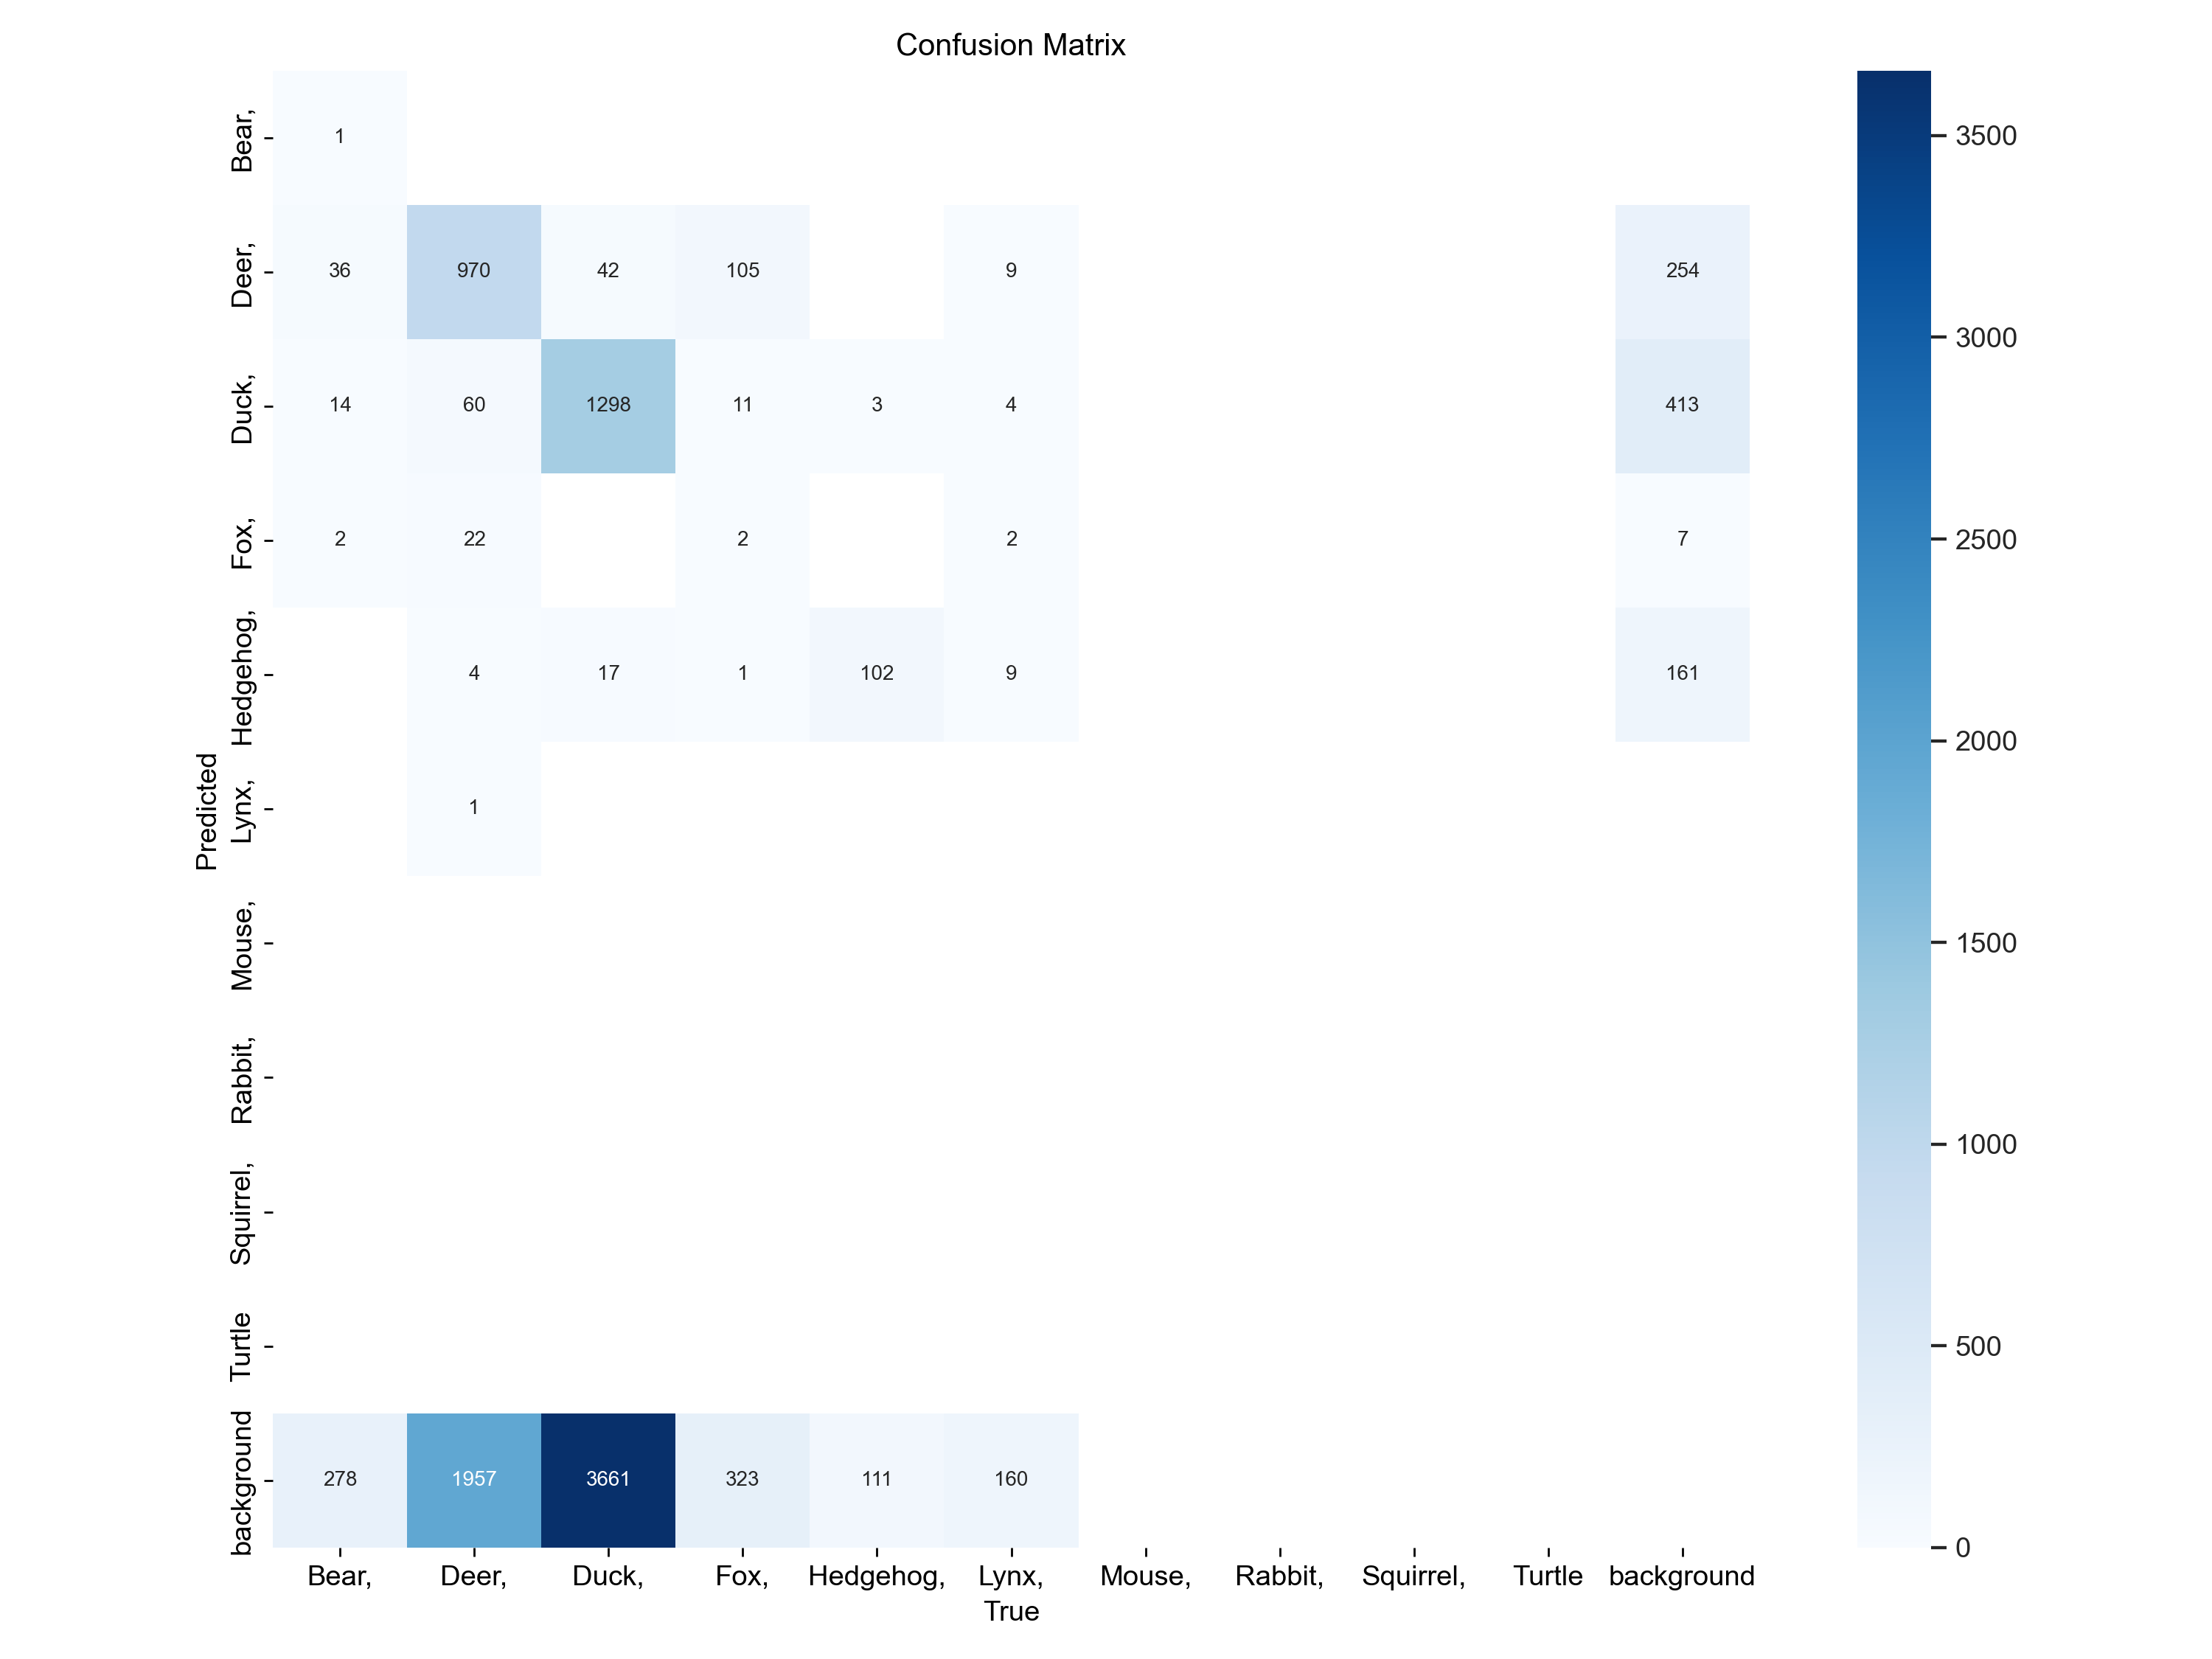 Confusion Matrix
Bear,
1
Deer,
36 970 42 105 9 254
Duck,
14 60 1298 11 3 4 413
Fox,
2 22 2 2 7
Hedgehog,
4 17 1 102 9 161
Lynx,
1
Mouse,
Rabbit,
Squirrel,
Turtle
background
278 1957 3661 323 111 160
Predicted
Bear, Deer, Duck, Fox, Hedgehog, Lynx, Mouse, Rabbit, Squirrel, Turtle background
True
3500
3000
2500
2000
1500
1000
500
0